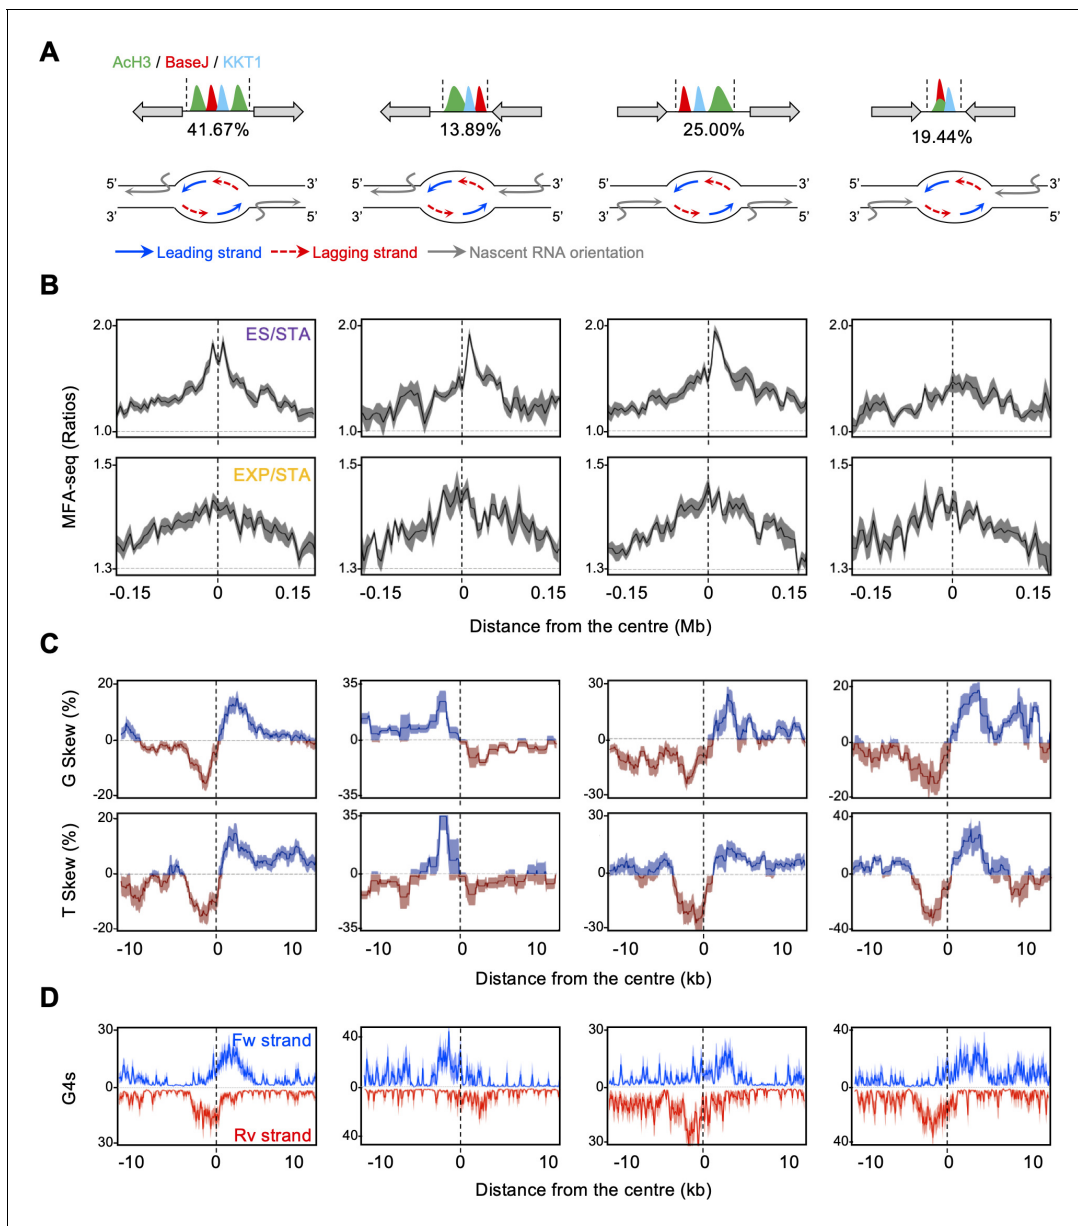 A
AcH3 / BaseJ / KKT1
41.67%
13.89%
25.00%
19.44%
5' 3' 5' 3' 5' 3' 5' 3'
3' 5' 3' 5' 3' 5' 3' 5'
Leading strand Lagging strand Nascent RNA orientation
B
MFA-seq (Ratios)
2.0 ES/STA 2.0 2.0 2.0
1.0 1.0 1.0 1.0
1.5 EXP/STA 1.5 1.5 1.5
1.3 1.3 1.3 1.3
-0.15 0 0.15 -0.15 0 0.15 -0.15 0 0.15 -0.15 0 0.15
Distance from the centre (Mb)
C
G Skew (%)
20 35 30 20
0 0 0 0
-20 -35 -30 -20
T Skew (%)
20 35 30 40
0 0 0 0
-20 -35 -30 -40
-10 0 10 -10 0 10 -10 0 10 -10 0 10
Distance from the centre (kb)
D
G4s
30 Fw strand 40 30 40
0 0 0 0
30 Rv strand 40 30 40
-10 0 10 -10 0 10 -10 0 10 -10 0 10
Distance from the centre (kb)